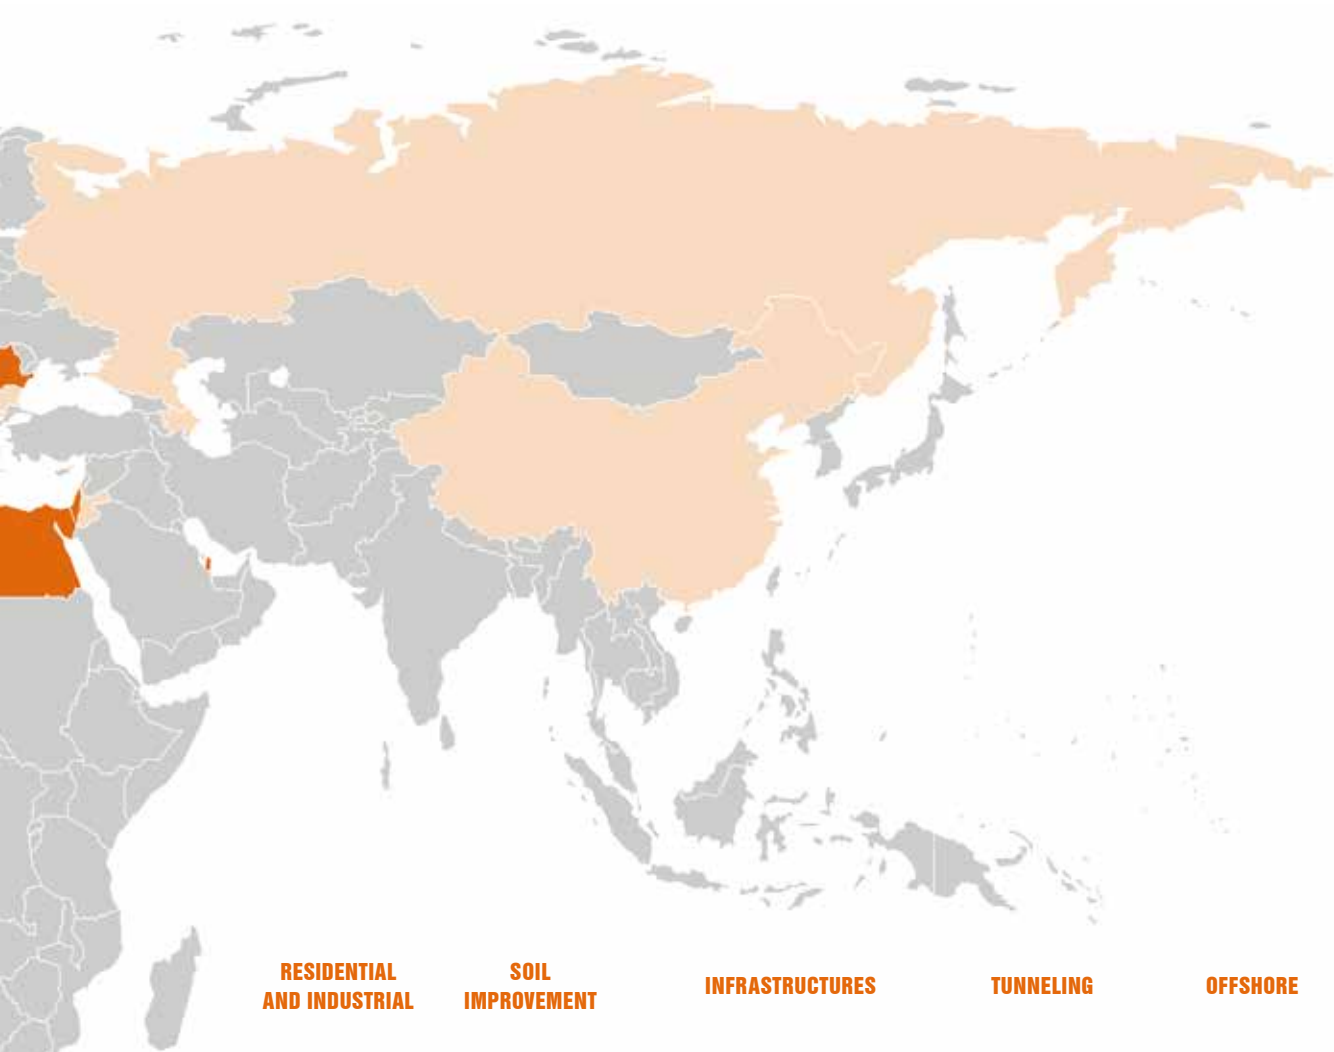 RESIDENTIAL
AND INDUSTRIAL
SOIL
IMPROVEMENT
INFRASTRUCTURES
TUNNELING
OFFSHORE